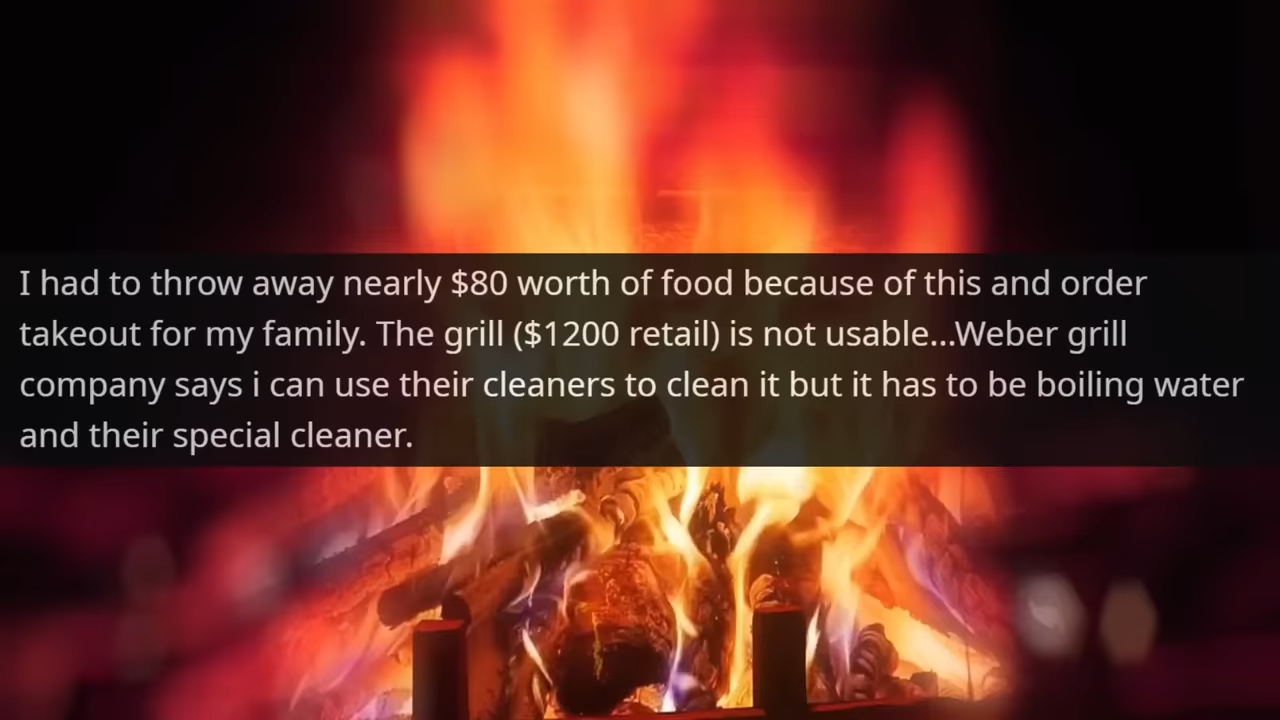 I had to throw away nearly $80 worth of food because of this and order
takeout for my family. The grill ($1200 retail) is not usable...Weber grill
company says i can use their cleaners to clean it but it has to be boiling water
and their special cleaner.